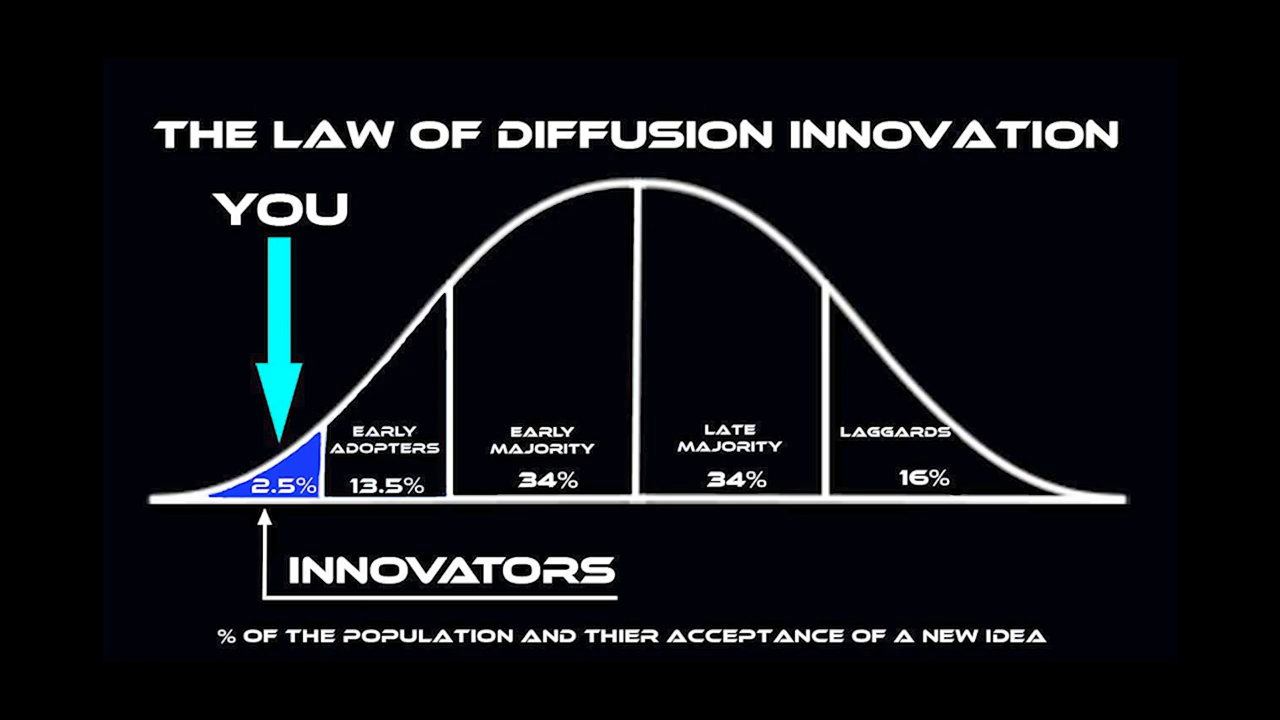 THE LAW OF DIFFUSION INNOVATION
YOU
EARLY
ADOPTERS
EARLY
MAJORITY
LATE
MAJORITY
LAGGARDS
2.5%
13.5%
34%
34%
16%
INNOVATORS
% OF THE POPULATION AND THIER ACCEPTANCE OF A NEW IDEA